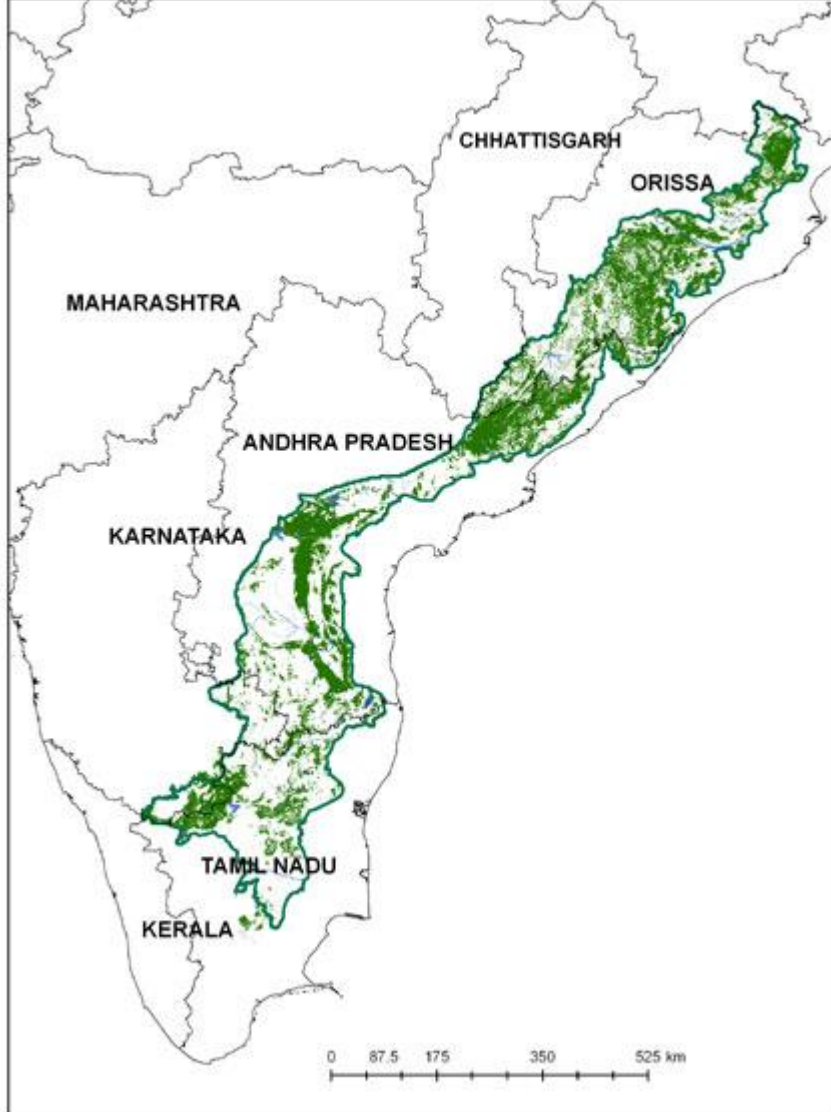 CHHATTISGARH
ORISSA
MAHARASHTRA
ANDHRA PRADESH
KARNATAKA
TAMIL NADU
KERALA
0 87.5 175 350 525 km